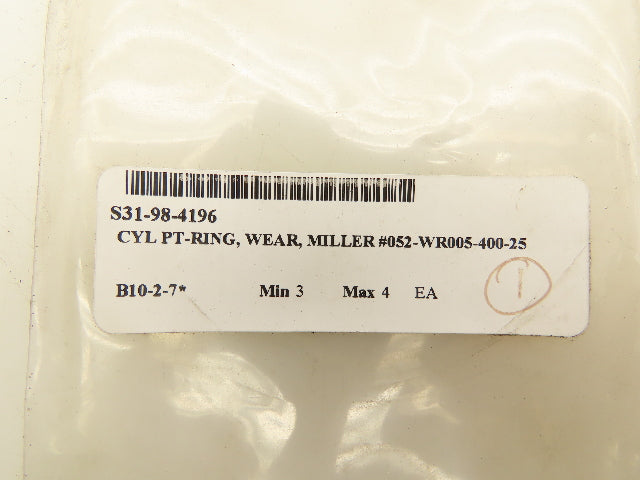 S31-98-4196
CYL PT-RING, WEAR, MILLER #052-WR005-400-25
B10-2-7* Min 3 Max 4 EA
1